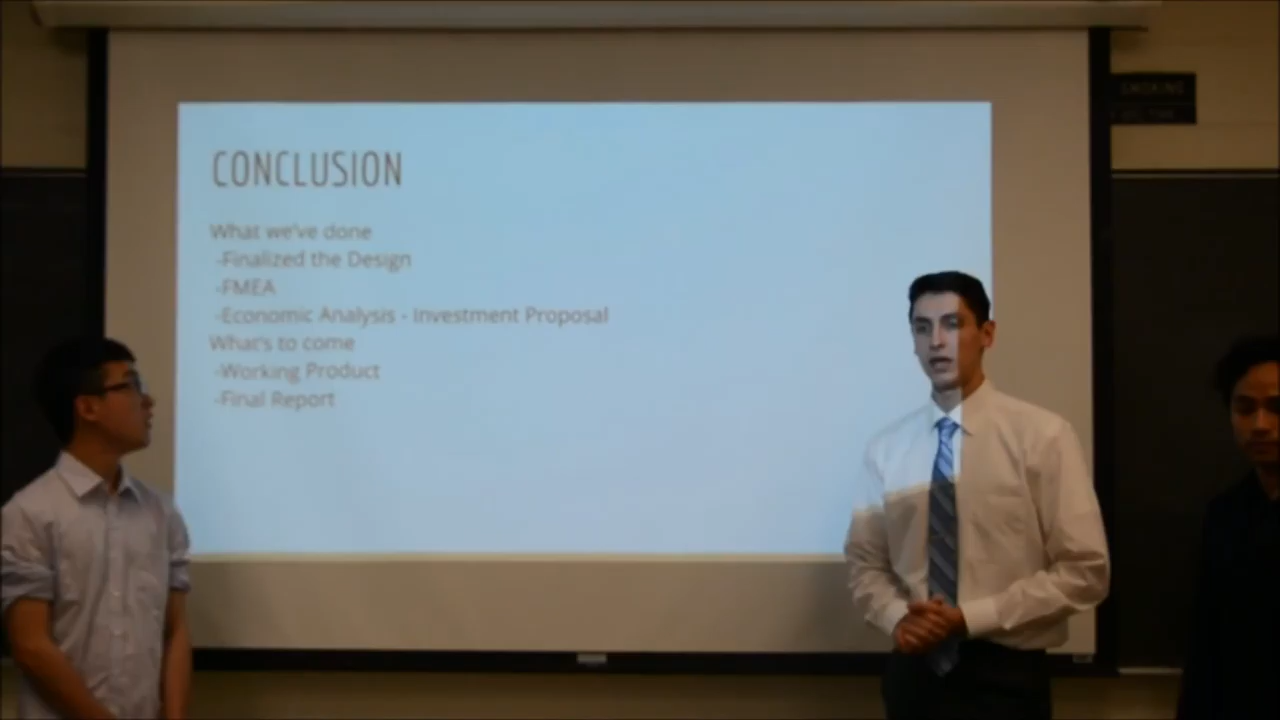 CONCLUSION
What we've done
-Finalized the Design
-FMEA
-Economic Analysis - Investment Proposal
What's to come
-Working Product
-Final Report
SMOKING